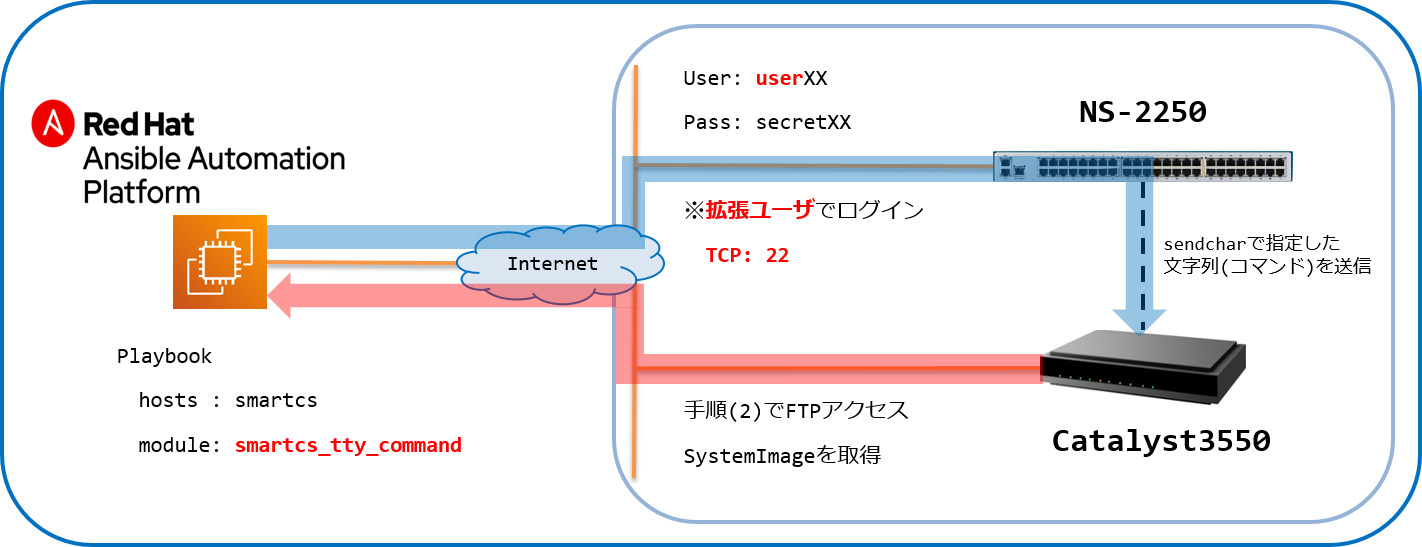 Red Hat
Ansible Automation
Platform
Internet
Playbook
hosts : smartcs
module: smartcs_tty_command
User: userXX
Pass: secretXX
NS-2250
※拡張ユーザでログイン
TCP: 22
sendcharで指定した
文字列(コマンド)を送信
手順(2)でFTPアクセス
SystemImageを取得
Catalyst3550